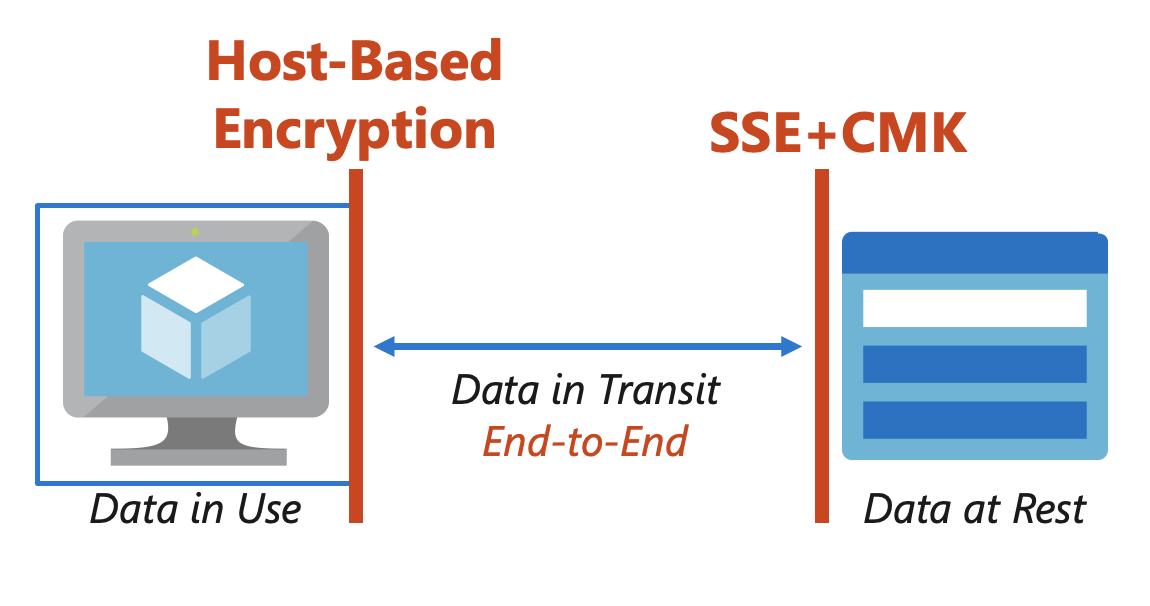 Host-Based
Encryption
SSE+CMK
Data in Transit
End-to-End
Data in Use
Data at Rest